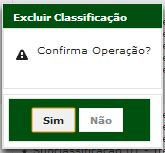 Excluir Classificação
Confirma Operação?
Sim Não